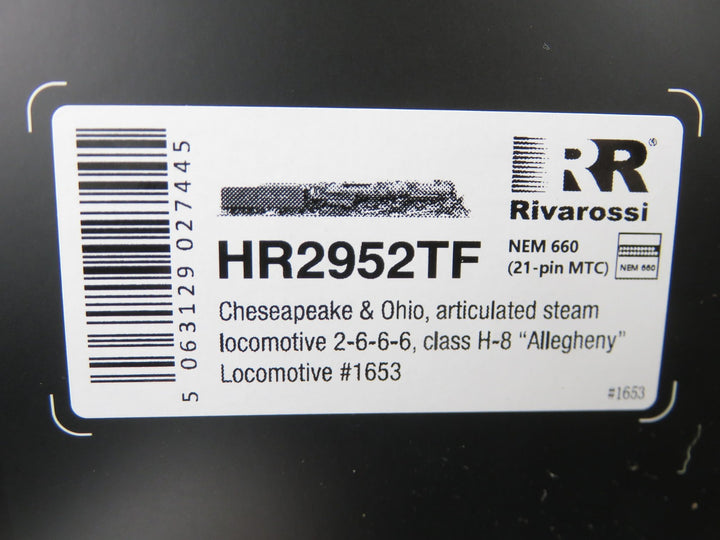 5 063129 027445
RR®
Rivarossi
HR2952TF
NEM 660
(21-pin MTC)
NEM 660
Cheseapeake & Ohio, articulated steam
locomotive 2-6-6-6, class H-8 “Allegheny”
Locomotive #1653
#1653